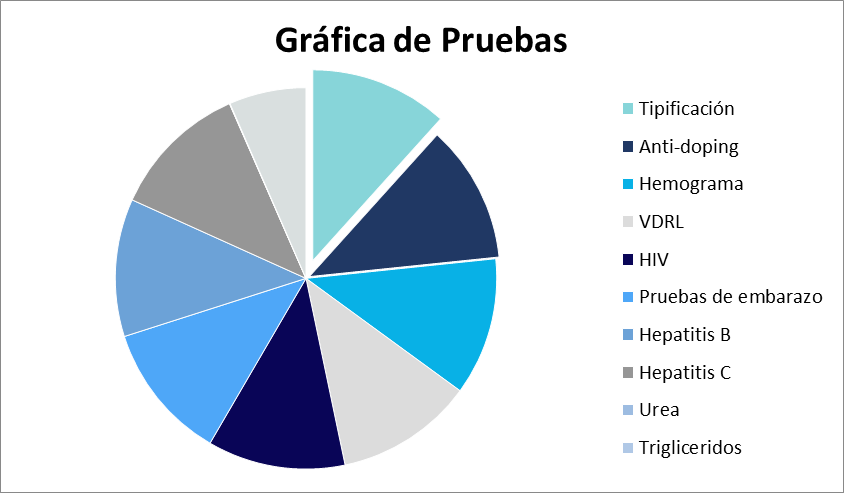 Gráfica de Pruebas
Tipificación
Anti-doping
Hemograma
VDRL
HIV
Pruebas de embarazo
Hepatitis B
Hepatitis C
Urea
Trigliceridos